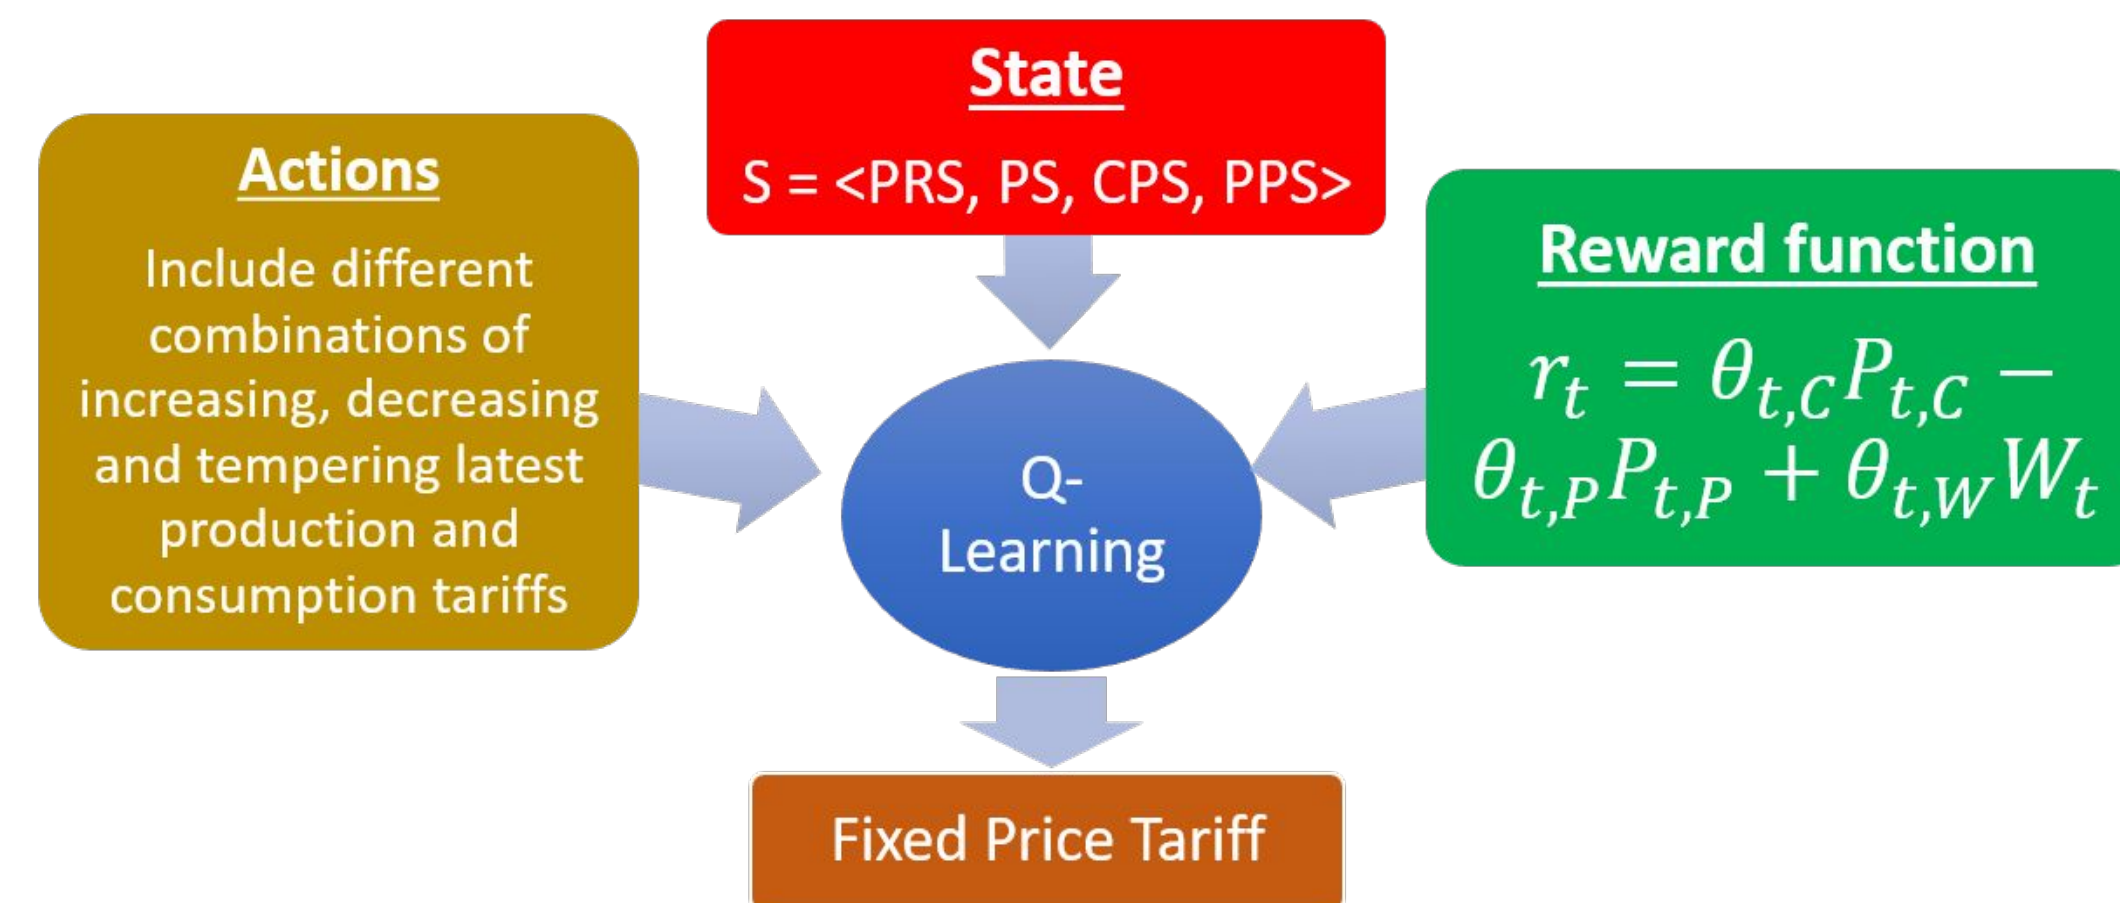 State
S = <PRS, PS, CPS, PPS>
Actions
Include different
combinations of
increasing, decreasing
and tempering latest
production and
consumption tariffs
Reward function
r_t = θ_{t,C} P_{t,C} −
θ_{t,P} P_{t,P} + θ_{t,W} W_t
Q-
Learning
Fixed Price Tariff